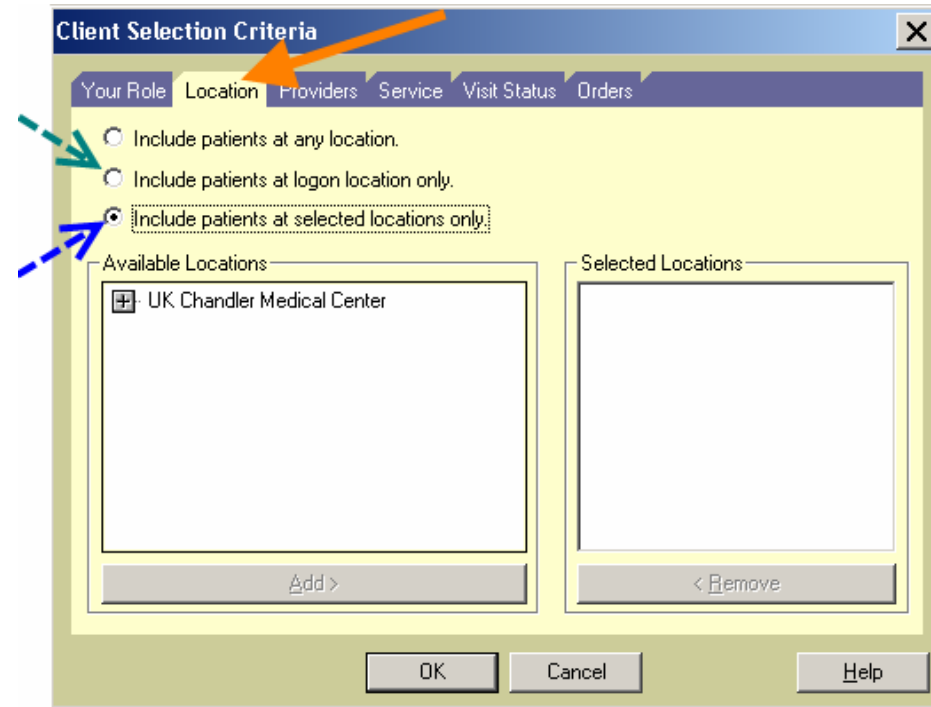 Client Selection Criteria
Your Role Location Providers Service Visit Status Orders
Include patients at any location.
Include patients at logon location only.
Include patients at selected locations only.
Available Locations Selected Locations
UK Chandler Medical Center
Add > < Remove
OK Cancel Help